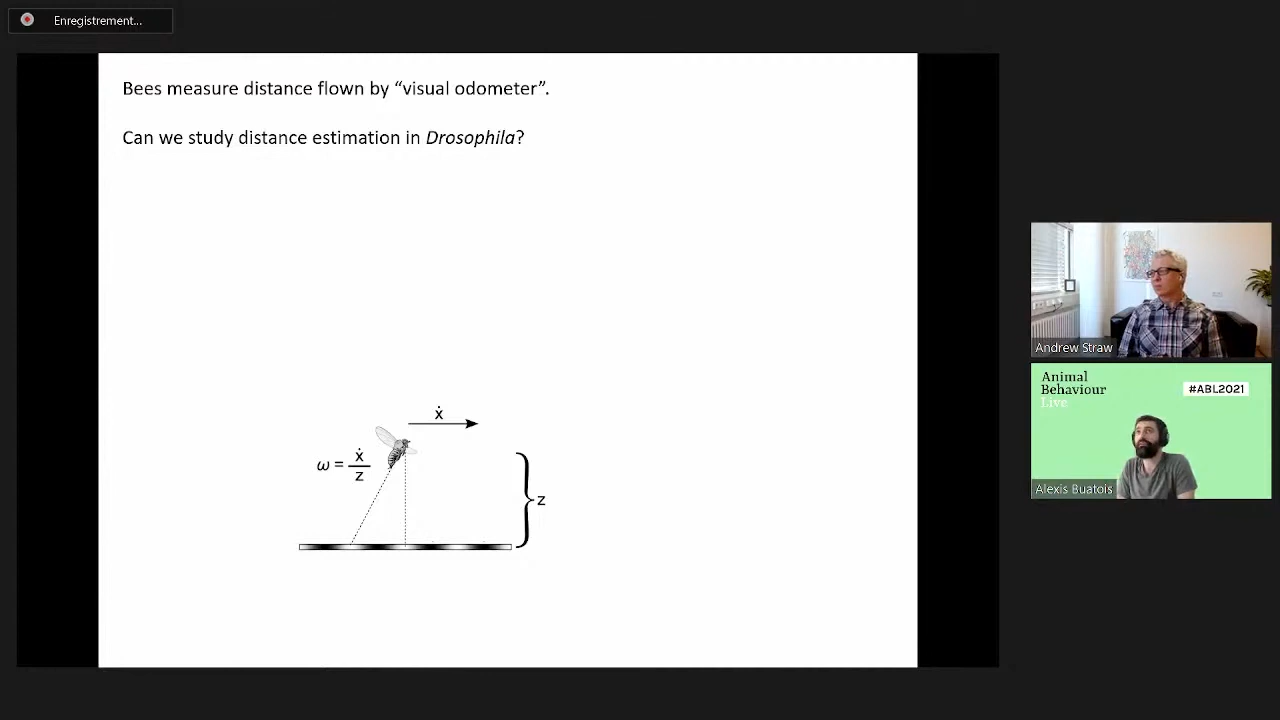 Enregistrement...
Bees measure distance flown by “visual odometer”.
Can we study distance estimation in Drosophila?
ẋ
ω = ẋ/z
z
Andrew Straw
Animal
Behaviour
Live
#ABL2021
Alexis Buatois